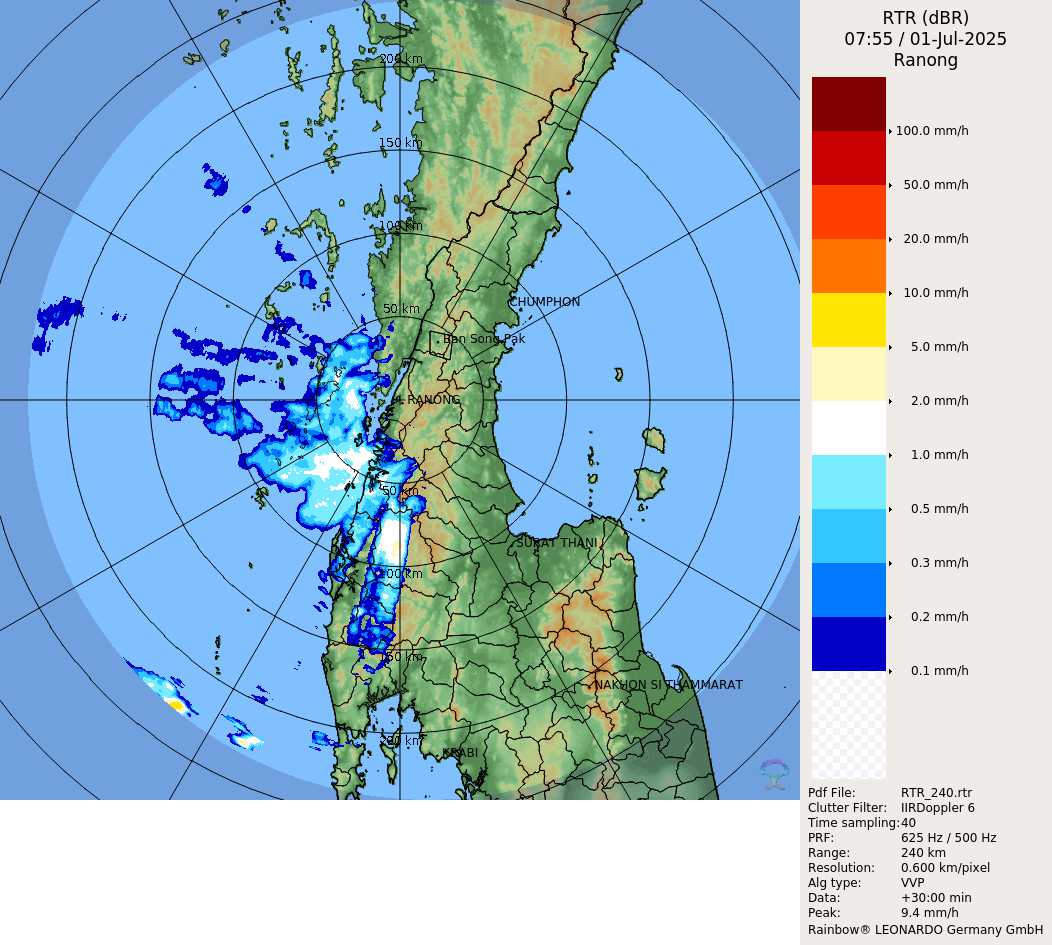 RTR (dBR)
07:55 / 01-Jul-2025
Ranong
100.0 mm/h
50.0 mm/h
20.0 mm/h
10.0 mm/h
5.0 mm/h
2.0 mm/h
1.0 mm/h
0.5 mm/h
0.3 mm/h
0.2 mm/h
0.1 mm/h
200 km
150 km
100 km
50 km
CHUMPHON
Ban Song Pak
RANONG
50 km
SURAT THANI
100 km
150 km
NAKHON SI THAMMARAT
200 km
KRABI
Pdf File: RTR_240.rtr
Clutter Filter: IIRDoppler 6
Time sampling: 40
PRF: 625 Hz / 500 Hz
Range: 240 km
Resolution: 0.600 km/pixel
Alg type: VVP
Data: +30:00 min
Peak: 9.4 mm/h
Rainbow® LEONARDO Germany GmbH